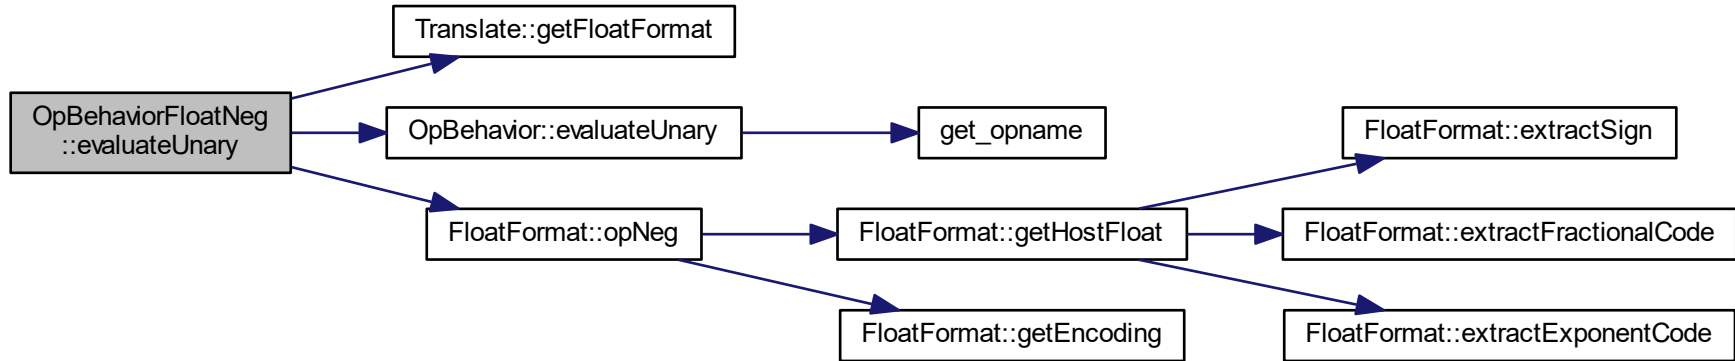 Translate::getFloatFormat
OpBehaviorFloatNeg
::evaluateUnary
OpBehavior::evaluateUnary
get_opname
FloatFormat::extractSign
FloatFormat::opNeg
FloatFormat::getHostFloat
FloatFormat::extractFractionalCode
FloatFormat::getEncoding
FloatFormat::extractExponentCode